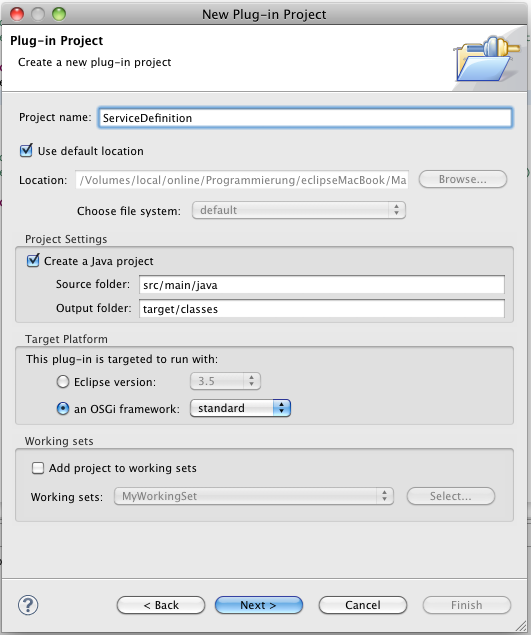 New Plug-in Project
Plug-in Project
Create a new plug-in project
Project name: ServiceDefinition
Use default location
Location: /Volumes/local/online/Programmierung/eclipseMacBook/Ma Browse...
Choose file system: default
Project Settings
Create a Java project
Source folder: src/main/java
Output folder: target/classes
Target Platform
This plug-in is targeted to run with:
Eclipse version: 3.5
an OSGi framework: standard
Working sets
Add project to working sets
Working sets: MyWorkingSet Select...
? < Back Next > Cancel Finish